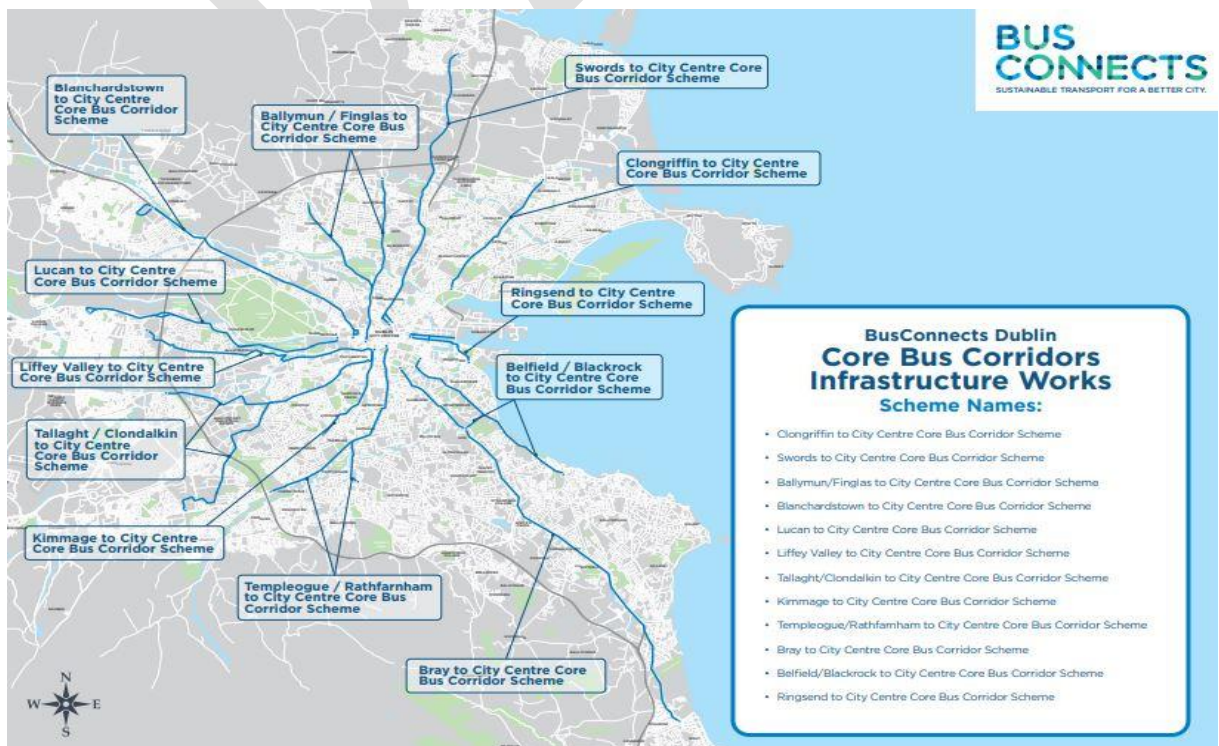 BUS
CONNECTS
SUSTAINABLE TRANSPORT FOR A BETTER CITY.
Swords to City Centre Core
Bus Corridor Scheme
Blanchardstown
to City Centre
Core Bus Corridor
Scheme
Ballymun / Finglas to
City Centre Core Bus
Corridor Scheme
Clongriffin to City Centre
Core Bus Corridor Scheme
Lucan to City Centre
Core Bus Corridor Scheme
Ringsend to City Centre
Core Bus Corridor Scheme
Liffey Valley to City Centre
Core Bus Corridor Scheme
Belfield / Blackrock
to City Centre Core
Bus Corridor Scheme
Tallaght / Clondalkin
to City Centre
Core Bus Corridor
Scheme
Kimmage to City Centre
Core Bus Corridor Scheme
Templeogue / Rathfarnham
to City Centre Core Bus
Corridor Scheme
Bray to City Centre Core
Bus Corridor Scheme
N
W E
S
BusConnects Dublin
Core Bus Corridors
Infrastructure Works
Scheme Names:
• Clongriffin to City Centre Core Bus Corridor Scheme
• Swords to City Centre Core Bus Corridor Scheme
• Ballymun/Finglas to City Centre Core Bus Corridor Scheme
• Blanchardstown to City Centre Core Bus Corridor Scheme
• Lucan to City Centre Core Bus Corridor Scheme
• Liffey Valley to City Centre Core Bus Corridor Scheme
• Tallaght/Clondalkin to City Centre Core Bus Corridor Scheme
• Kimmage to City Centre Core Bus Corridor Scheme
• Templeogue/Rathfarnham to City Centre Core Bus Corridor Scheme
• Bray to City Centre Core Bus Corridor Scheme
• Belfield/Blackrock to City Centre Core Bus Corridor Scheme
• Ringsend to City Centre Core Bus Corridor Scheme